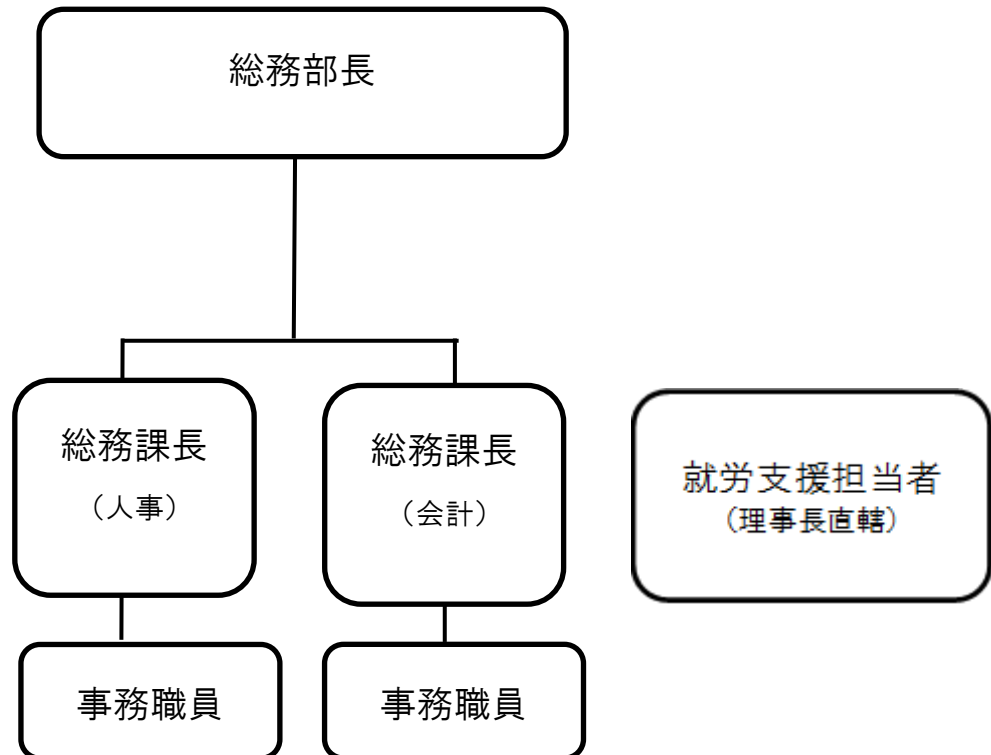 総務部長
総務課長
（人事）
総務課長
（会計）
就労支援担当者
（理事長直轄）
事務職員
事務職員